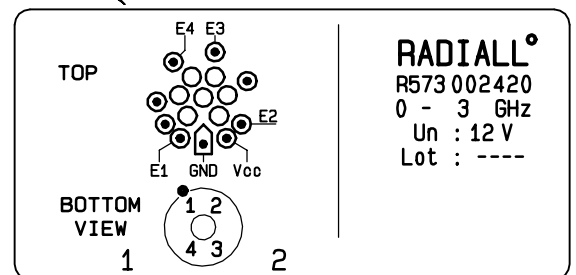 E4 E3
TOP
E2
E1 GND Vcc
BOTTOM
VIEW
1 2
4 3
1 2
RADIALL°
R573 002420
0 - 3 GHz
Un : 12 V
Lot : ----